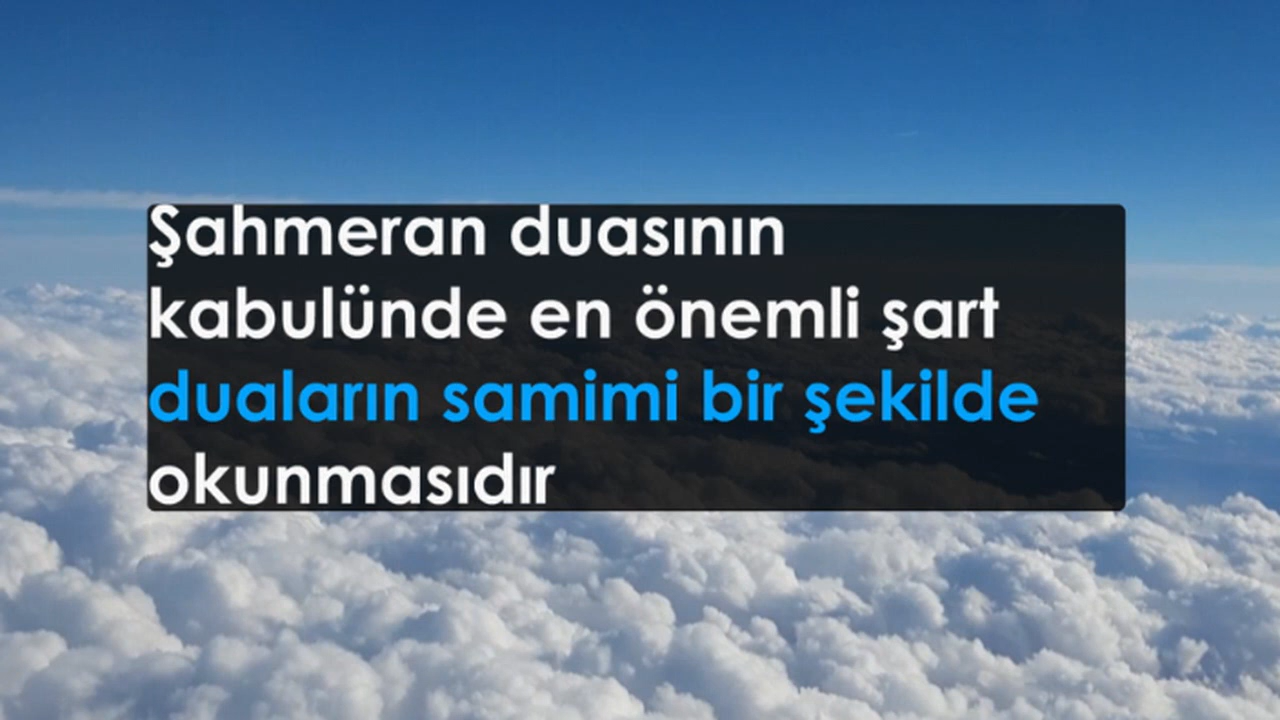 Şahmeran duasının
kabulünde en önemli şart
duaların samimi bir şekilde
okunmasıdır